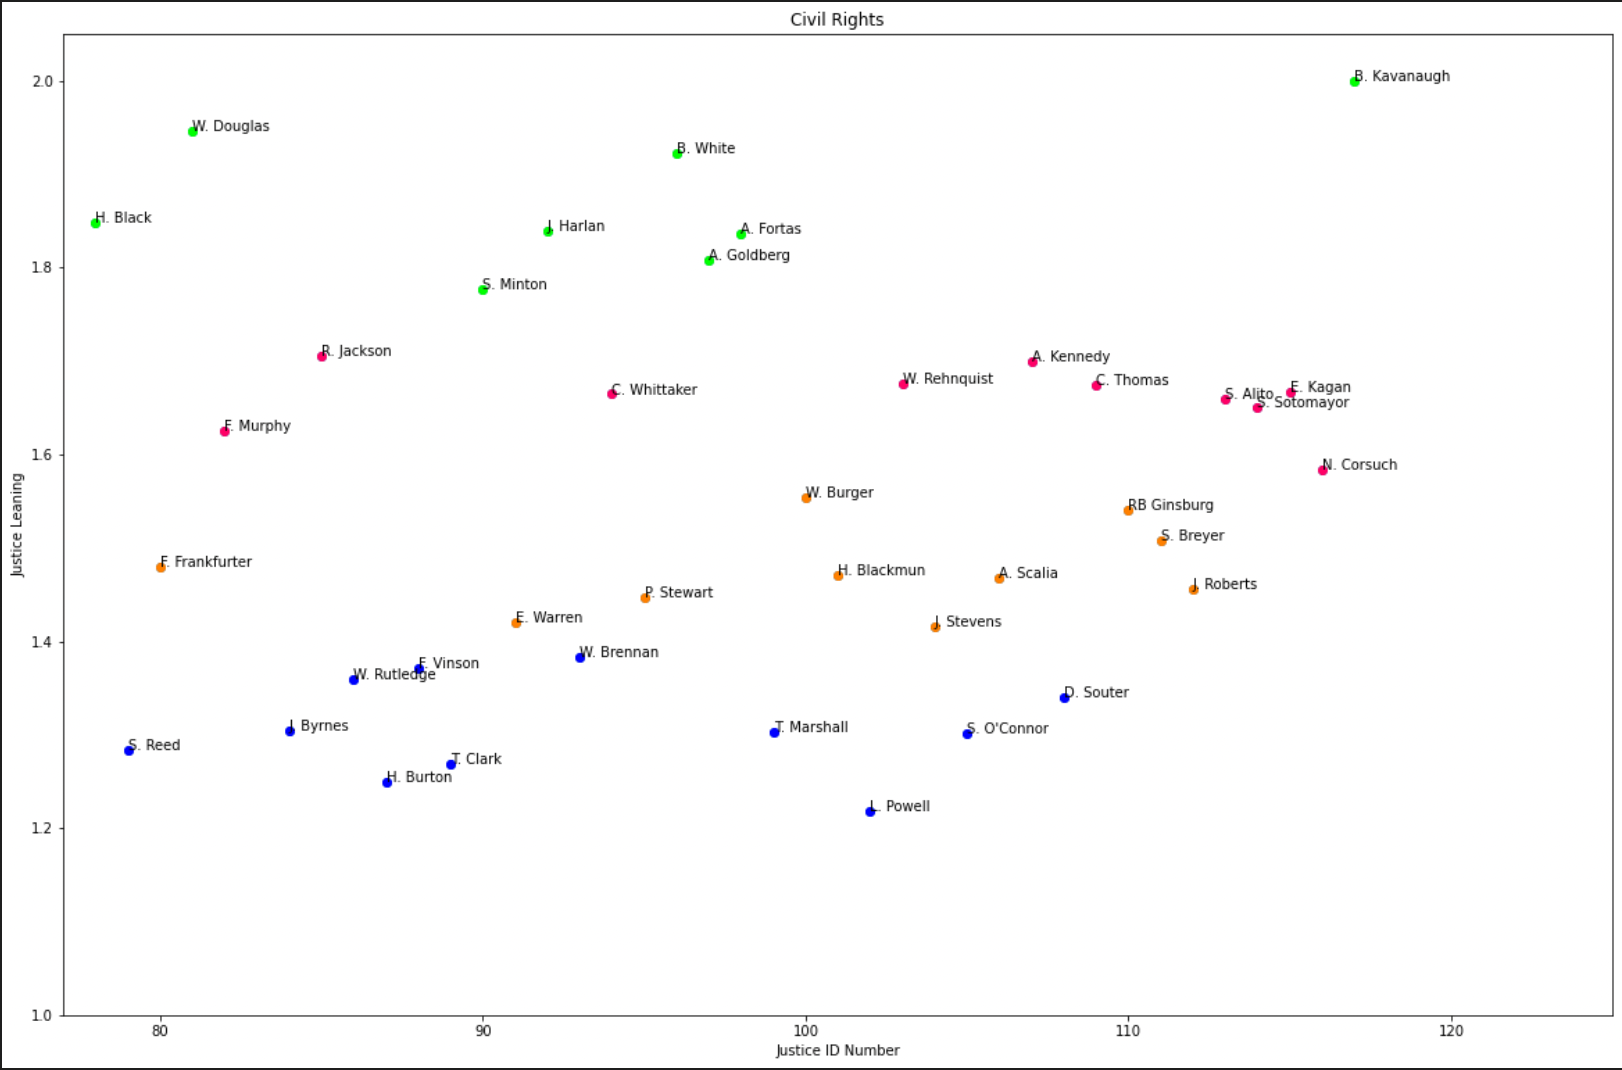 Civil Rights
2.0
B. Kavanaugh
W. Douglas
B. White
H. Black
J. Harlan
A. Fortas
A. Goldberg
1.8
S. Minton
R. Jackson
A. Kennedy
W. Rehnquist
C. Thomas
C. Whittaker
E. Kagan
S. Alito
S. Sotomayor
F. Murphy
1.6
N. Corsuch
W. Burger
RB Ginsburg
S. Breyer
F. Frankfurter
H. Blackmun
A. Scalia
J. Roberts
P. Stewart
E. Warren
J. Stevens
Justice Leaning
1.4
W. Brennan
F. Vinson
W. Rutledge
D. Souter
J. Byrnes
T. Marshall
S. O'Connor
S. Reed
T. Clark
H. Burton
L. Powell
1.2
1.0
80
90
100
110
120
Justice ID Number